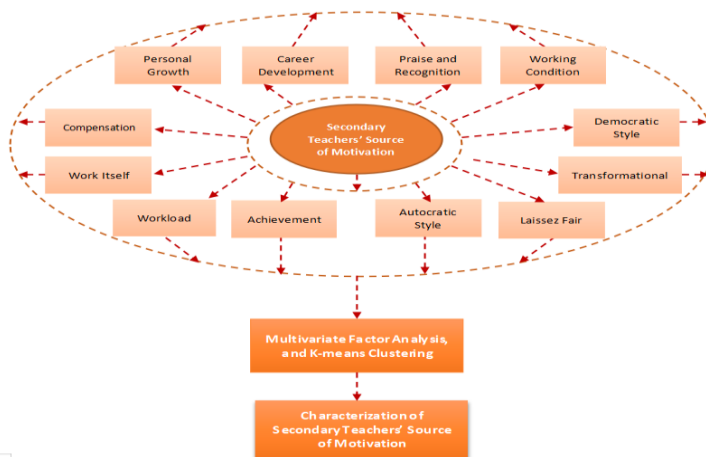 Personal
Growth
Career
Development
Praise and
Recognition
Working
Condition
Compensation
Secondary
Teachers' Source
of Motivation
Democratic
Style
Work Itself
Transformational
Workload
Achievement
Autocratic
Style
Laissez Fair
Multivariate Factor Analysis,
and K-means Clustering
Characterization of
Secondary Teachers' Source
of Motivation